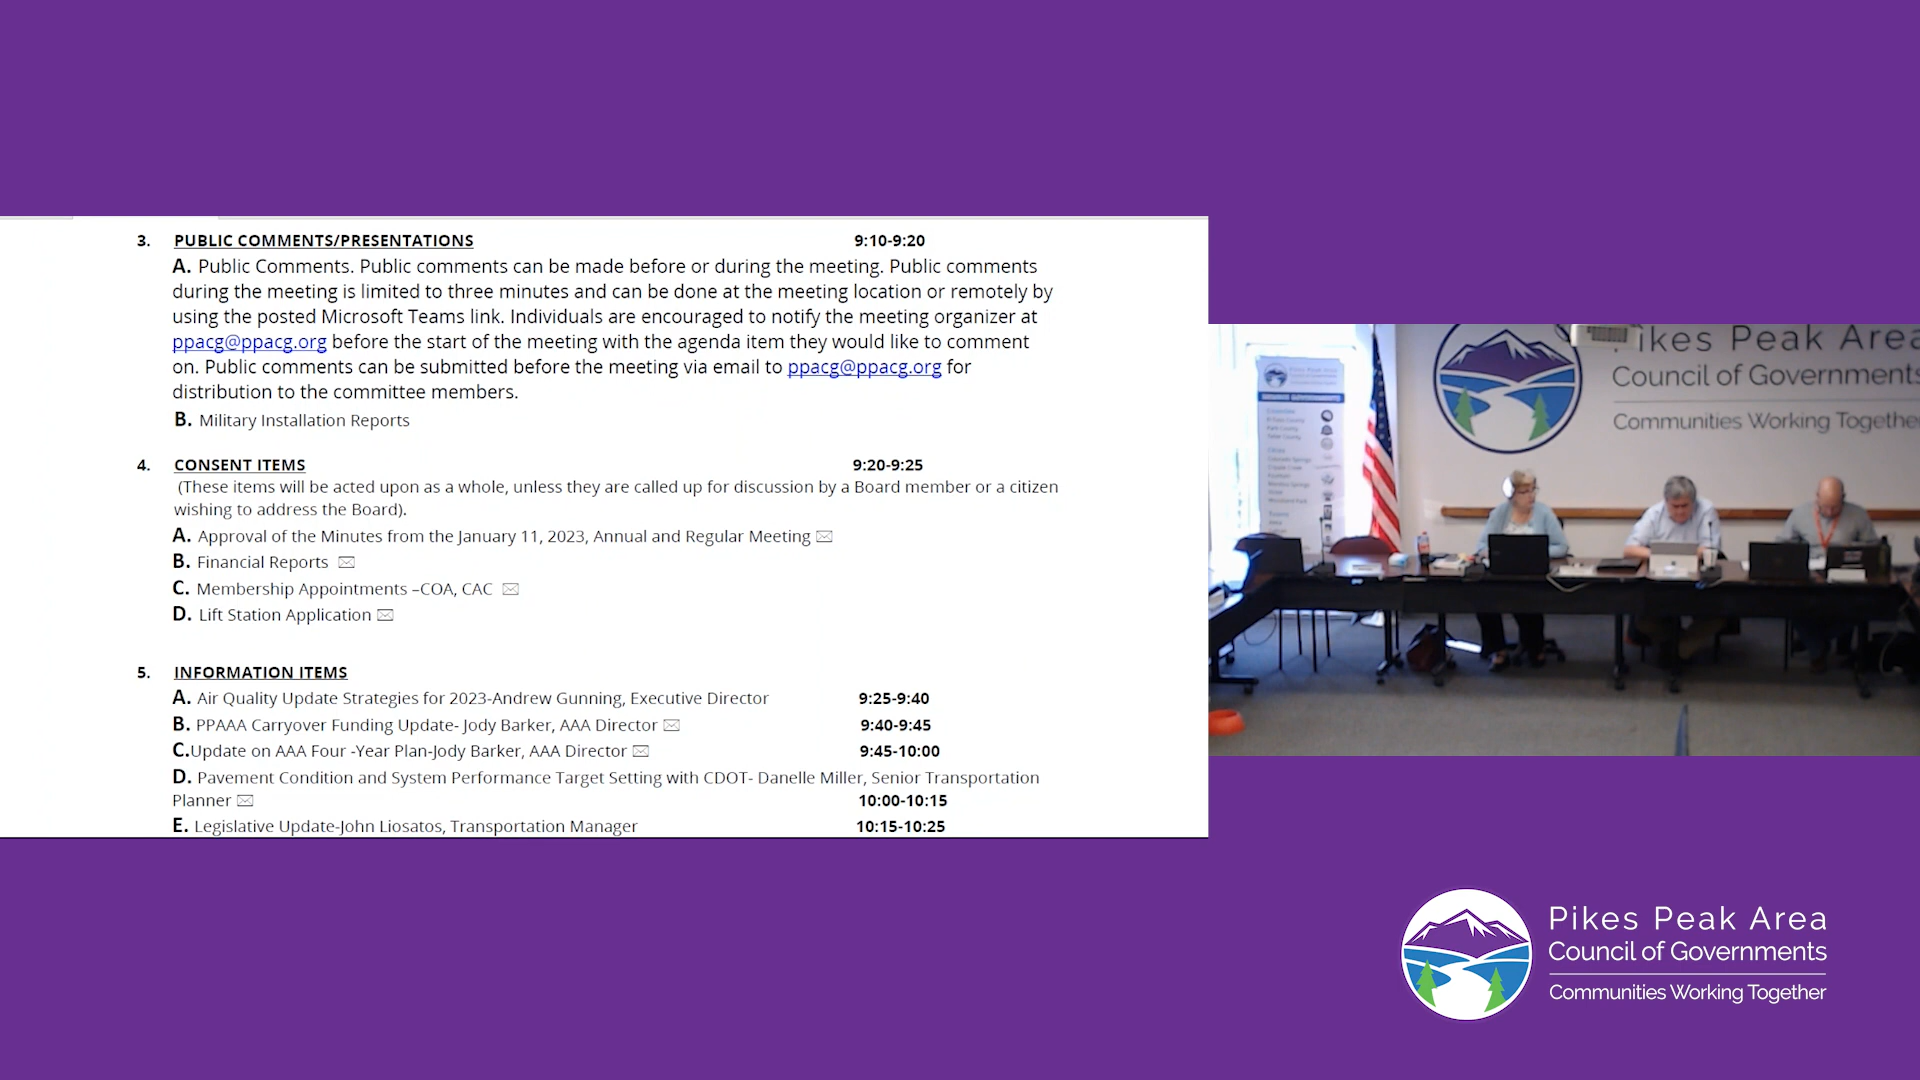 3. PUBLIC COMMENTS/PRESENTATIONS 9:10-9:20
A. Public Comments. Public comments can be made before or during the meeting. Public comments
during the meeting is limited to three minutes and can be done at the meeting location or remotely by
using the posted Microsoft Teams link. Individuals are encouraged to notify the meeting organizer at
ppacg@ppacg.org before the start of the meeting with the agenda item they would like to comment
on. Public comments can be submitted before the meeting via email to ppacg@ppacg.org for
distribution to the committee members.
B. Military Installation Reports
4. CONSENT ITEMS 9:20-9:25
(These items will be acted upon as a whole, unless they are called up for discussion by a Board member or a citizen
wishing to address the Board).
A. Approval of the Minutes from the January 11, 2023, Annual and Regular Meeting
B. Financial Reports
C. Membership Appointments –COA, CAC
D. Lift Station Application
5. INFORMATION ITEMS
A. Air Quality Update Strategies for 2023-Andrew Gunning, Executive Director 9:25-9:40
B. PPAAA Carryover Funding Update- Jody Barker, AAA Director 9:40-9:45
C.Update on AAA Four -Year Plan-Jody Barker, AAA Director 9:45-10:00
D. Pavement Condition and System Performance Target Setting with CDOT- Danelle Miller, Senior Transportation
Planner 10:00-10:15
E. Legislative Update-John Liosatos, Transportation Manager 10:15-10:25
Peak Area
Council of Governments
Communities Working Together
Pikes Peak Area
Council of Governments
Communities Working Together